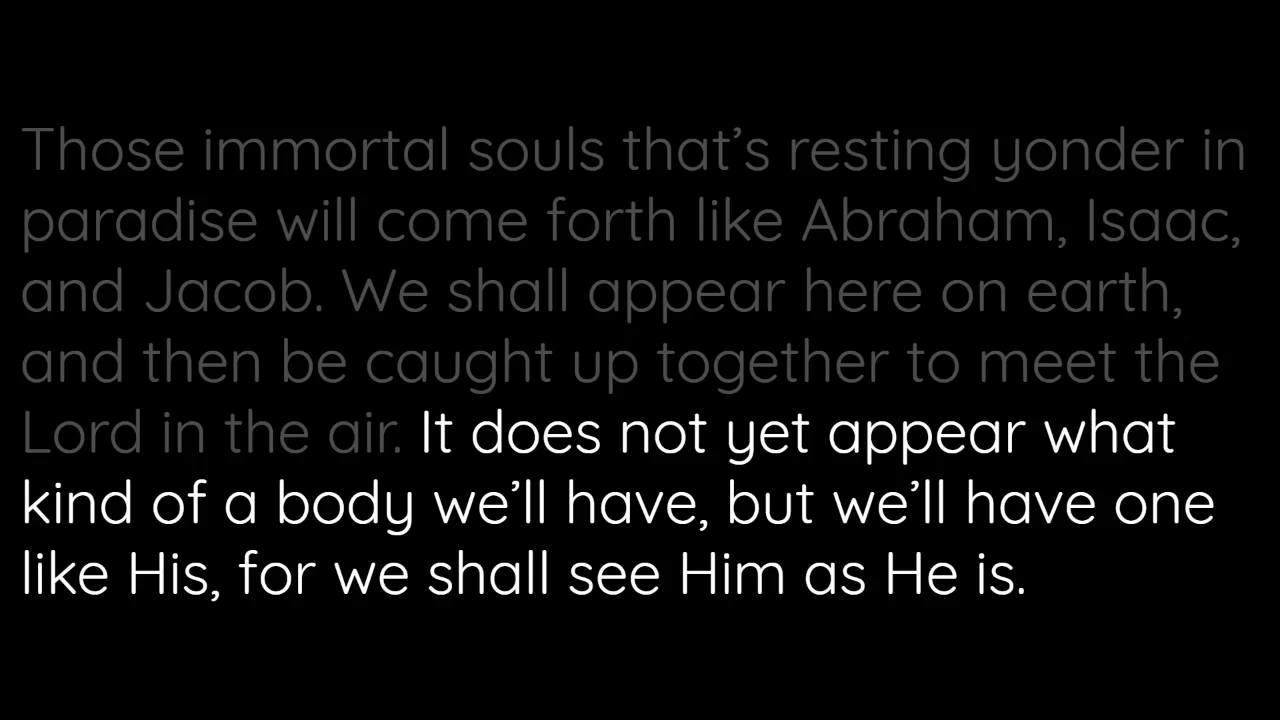 Those immortal souls that’s resting yonder in
paradise will come forth like Abraham, Isaac,
and Jacob. We shall appear here on earth,
and then be caught up together to meet the
Lord in the air. It does not yet appear what
kind of a body we’ll have, but we’ll have one
like His, for we shall see Him as He is.